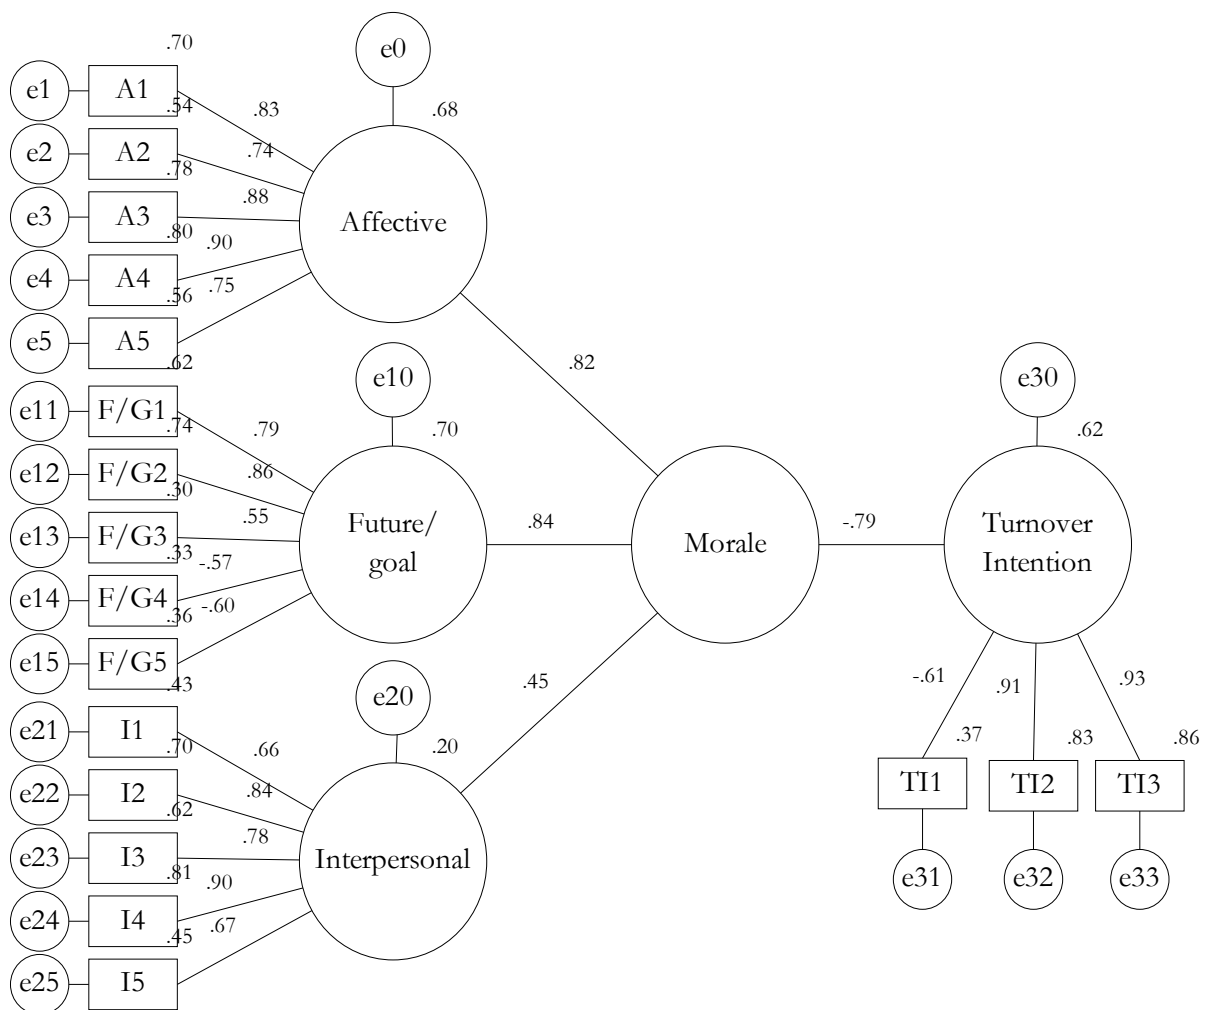 .70
e0
e1 A1
.54 .83 .68
e2 A2
.74
.78
e3 A3
.88
Affective
.80 .90
e4 A4
.56 .75
e5 A5
.62
.82
e10
e30
e11 F/G1
.74 .79 .70 .62
e12 F/G2
.86
.30
.55
e13 F/G3
Future/
goal
.84
Morale
-.79
Turnover
Intention
.33 -.57
e14 F/G4
.36 -.60
e15 F/G5
.43
.45
-.61 .91 .93
e20
e21 I1
.70 .66 .20
.37 .83 .86
e22 I2
.84
TI1 TI2 TI3
.62
.78
e23 I3
Interpersonal
.81 .90
e31 e32 e33
e24 I4
.45 .67
e25 I5